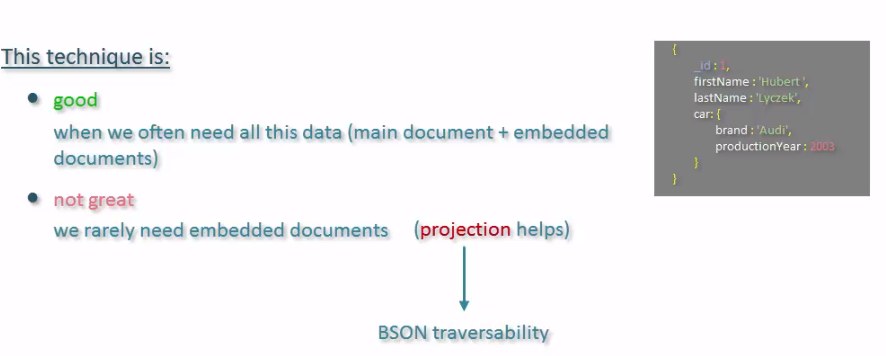 This technique is:
good
when we often need all this data (main document + embedded
documents)
not great
we rarely need embedded documents (projection helps)
BSON traversability
{
_id : 1,
firstName : 'Hubert ',
lastName : 'Lyczek',
car: {
brand : 'Audi',
productionYear : 2003
}
}